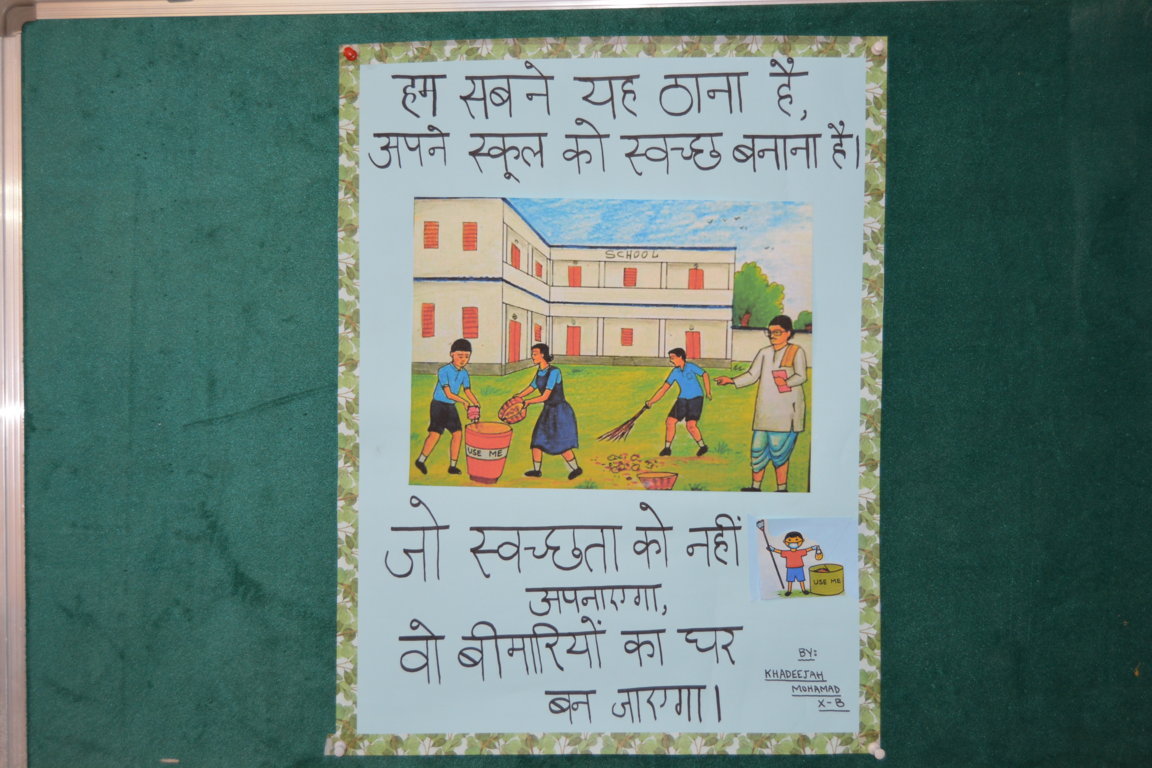 हम सबने यह ठाना है,
अपने स्कूल को स्वच्छ बनाना है।
SCHOOL
USE ME
जो स्वच्छता को नहीं
अपनाएगा,
USE ME
वो बीमारियों का घर
बन जाएगा।
BY:
KHADEEJAH
MOHAMAD
X-B